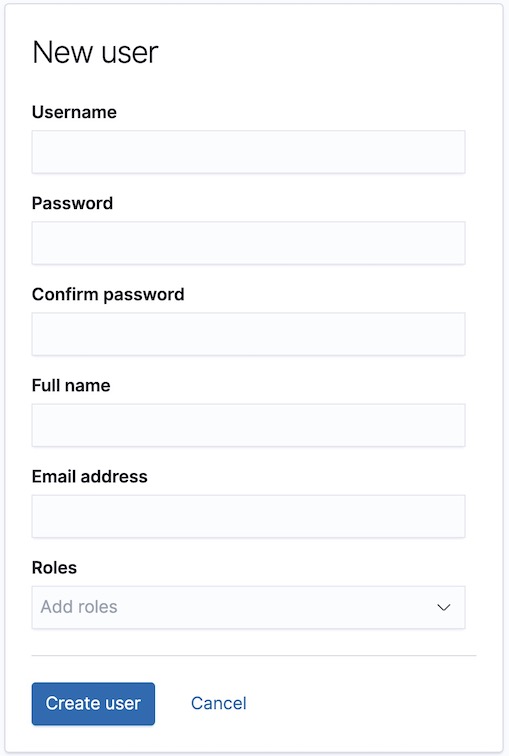 New user
Username
Password
Confirm password
Full name
Email address
Roles
Add roles
Create user Cancel